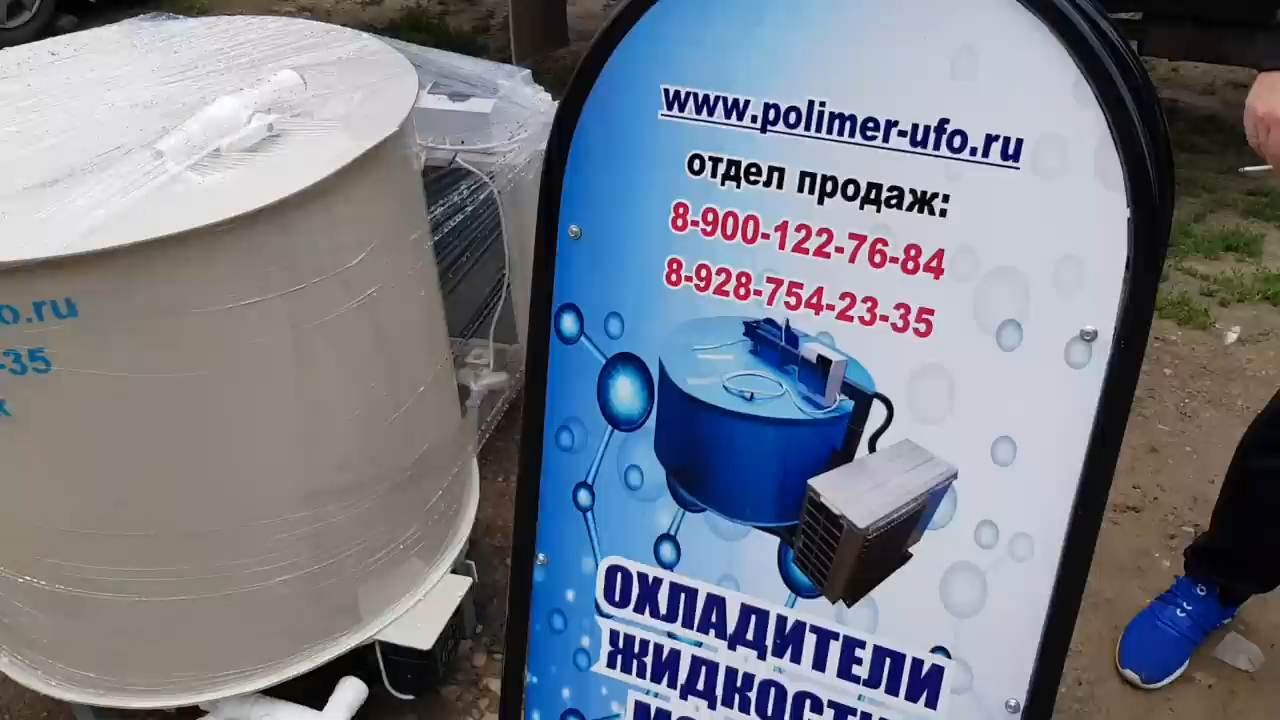 www.polimer-ufo.ru
отдел продаж:
8-900-122-76-84
8-928-754-23-35
ОХЛАДИТЕЛИ
ЖИДКОСТИ
o.ru
-35